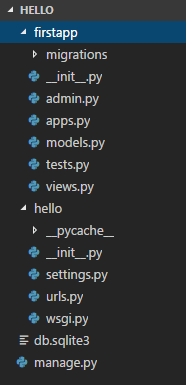 HELLO
firstapp
migrations
__init__.py
admin.py
apps.py
models.py
tests.py
views.py
hello
__pycache__
__init__.py
settings.py
urls.py
wsgi.py
db.sqlite3
manage.py